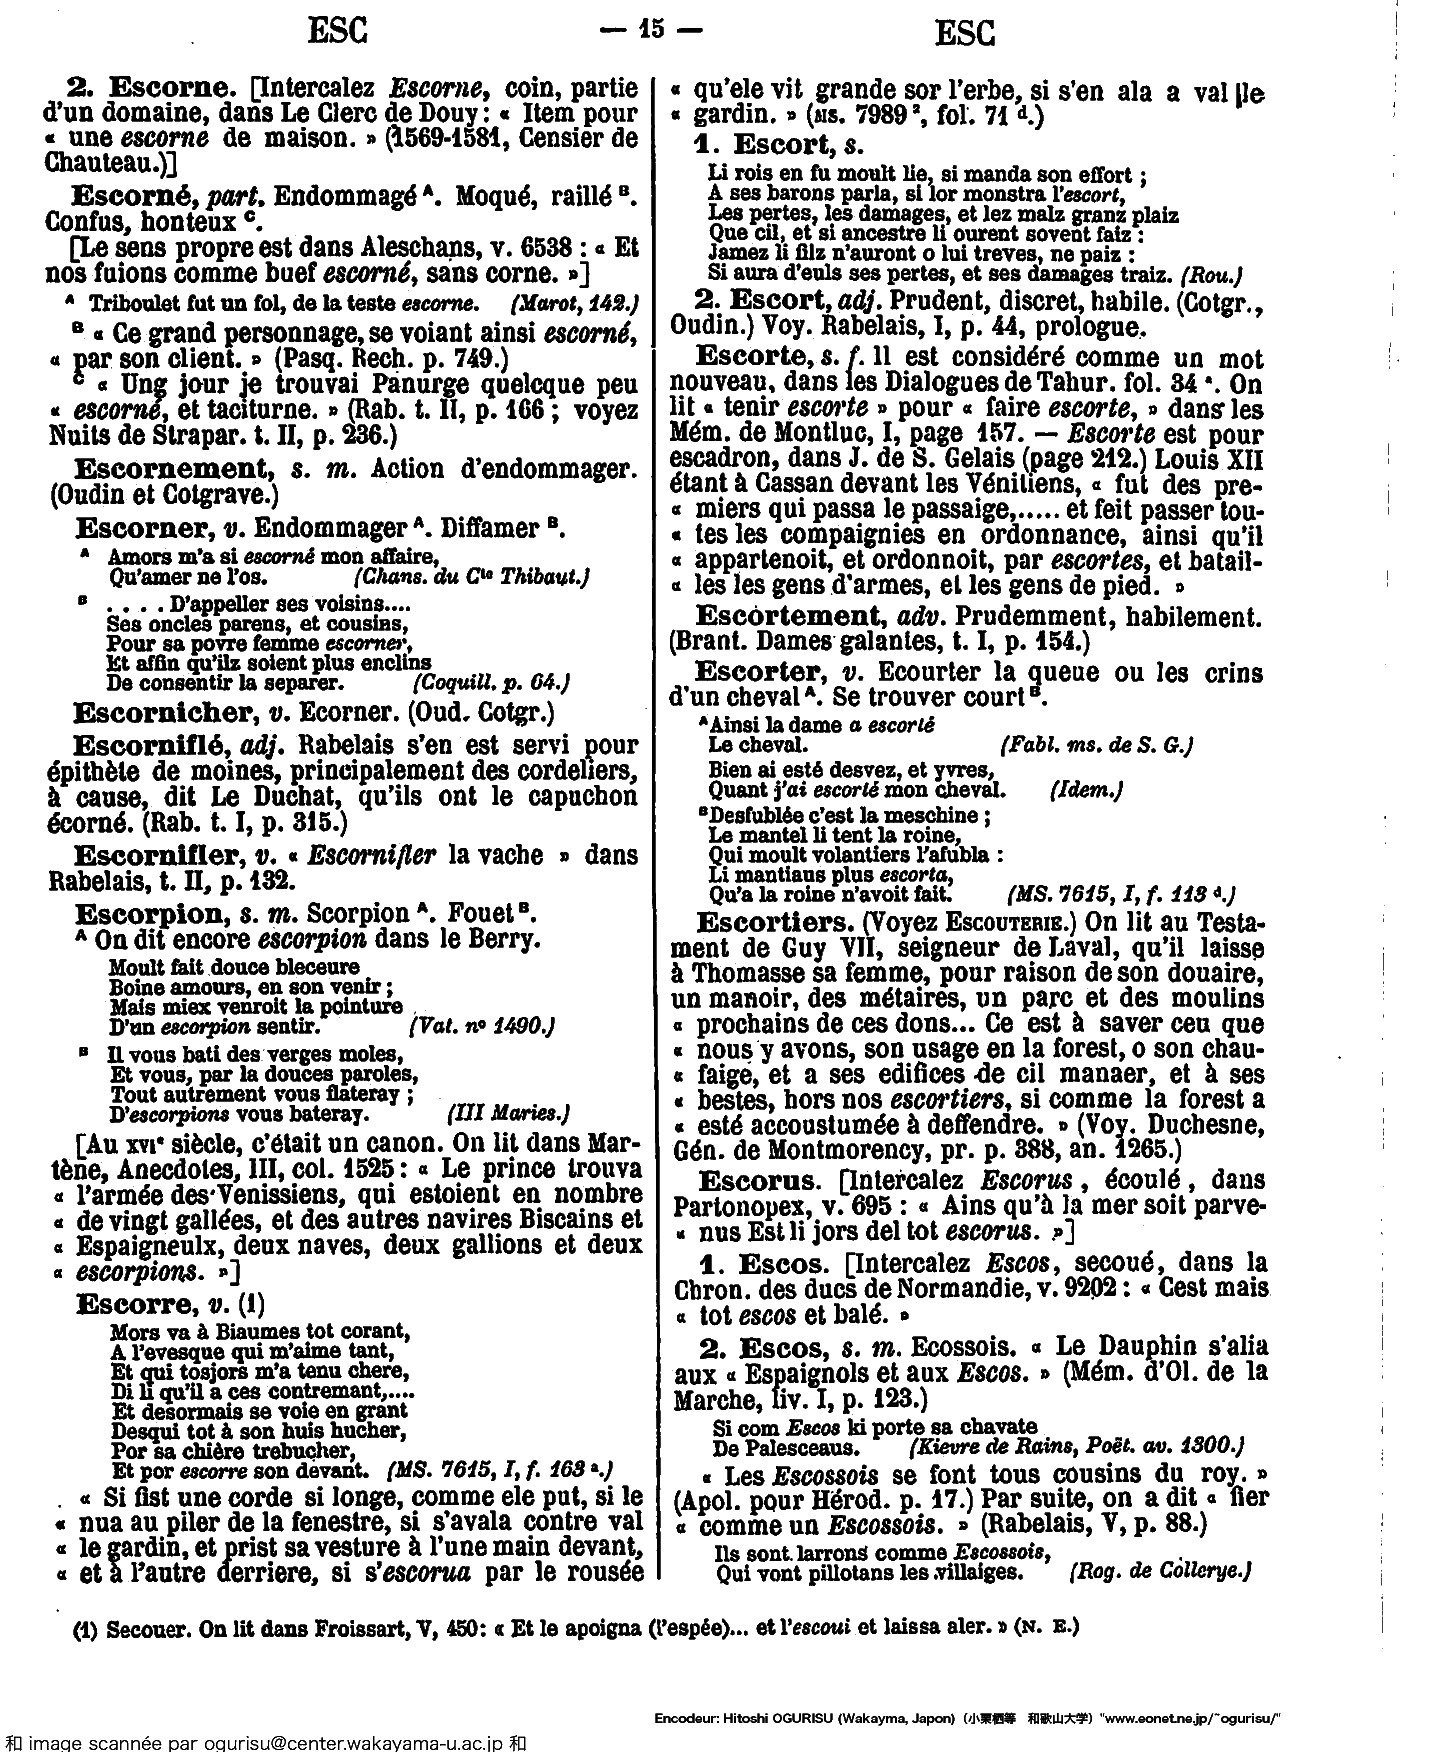 ESC — 15 — ESC
2. Escorne. [Intercalez Escorne, coin, partie
d'un domaine, dans Le Clerc de Douy : « Item pour
« une escorne de maison. » (1569-1581, Censier de
Chauteau.)]
Escorné, part. Endommagé A. Moqué, raillé B.
Confus, honteux C.
[Le sens propre est dans Aleschans, v. 6538 : « Et
nos fuions comme buef escorné, sans corne. »]
A Triboulet fut un fol, de la teste escorne. (Marot, 142.)
B « Ce grand personnage, se voiant ainsi escorné,
« par son client. » (Pasq. Rech. p. 749.)
C « Ung jour je trouvai Panurge quelcque peu
« escorné, et taciturne. » (Rab. t. II, p. 166 ; voyez
Nuits de Strapar. t. II, p. 236.)
Escornement, s. m. Action d'endommager.
(Oudin et Cotgrave.)
Escorner, v. Endommager A. Diffamer B.
A Amors m'a si escorné mon affaire,
Qu'amer ne l'os. (Chans. du Cte Thibaut.)
B . . . . D'appeller ses voisins....
Ses oncles parens, et cousins,
Pour sa povre femme escorner,
Et affin qu'ilz soient plus enclins
De consentir la separer. (Coquill. p. 64.)
Escornicher, v. Ecorner. (Oud. Cotgr.)
Escorniflé, adj. Rabelais s'en est servi pour
épithète de moines, principalement des cordeliers,
à cause, dit Le Duchat, qu'ils ont le capuchon
écorné. (Rab. t. I, p. 315.)
Escornifler, v. « Escornifler la vache » dans
Rabelais, t. II, p. 132.
Escorpion, s. m. Scorpion A. Fouet B.
A On dit encore escorpion dans le Berry.
Moult fait douce bleceure
Boine amours, en son venir ;
Mais miex venroit la pointure
D'un escorpion sentir. (Vat. nº 1490.)
B Il vous bati des verges moles,
Et vous, par la douces paroles,
Tout autrement vous flateray ;
D'escorpions vous bateray. (III Maries.)
[Au XVIe siècle, c'était un canon. On lit dans Mar-
tène, Anecdotes, III, col. 1525 : « Le prince trouva
« l'armée des Venissiens, qui estoient en nombre
« de vingt gallées, et des autres navires Biscains et
« Espaigneulx, deux naves, deux gallions et deux
« escorpions. »]
Escorre, v. (1)
Mors va à Biaumes tot corant,
A l'evesque qui m'aime tant,
Et qui tosjors m'a tenu chere,
Di li qu'il a ces contremant,....
Et desormais se voie en grant
Desqui tot à son huis hucher,
Por sa chière trebucher,
Et por escorre son devant. (MS. 7615, I, f. 163 a.)
« Si fist une corde si longe, comme ele put, si le
« nua au piler de la fenestre, si s'avala contre val
« le gardin, et prist sa vesture à l'une main devant,
« et à l'autre derriere, si s'escorua par le rousée
« qu'ele vit grande sor l'erbe, si s'en ala a val le
« gardin. » (MS. 7989 2, fol. 71 d.)
1. Escort, s.
Li rois en fu moult lie, si manda son effort ;
A ses barons parla, si lor monstra l'escort,
Les pertes, les damages, et lez malz granz plaiz
Que cil, et si ancestre li ourent sovent faiz :
Jamez li filz n'auront o lui treves, ne paiz :
Si aura d'euls ses pertes, et ses damages traiz. (Rou.)
2. Escort, adj. Prudent, discret, habile. (Cotgr.,
Oudin.) Voy. Rabelais, I, p. 44, prologue.
Escorte, s. f. Il est considéré comme un mot
nouveau, dans les Dialogues de Tahur. fol. 34 a. On
lit « tenir escorte » pour « faire escorte, » dans les
Mém. de Montluc, I, page 157. — Escorte est pour
escadron, dans J. de S. Gelais (page 212.) Louis XII
étant à Cassan devant les Vénitiens, « fut des pre-
« miers qui passa le passaige,..... et feit passer tou-
« tes les compaignies en ordonnance, ainsi qu'il
« appartenoit, et ordonnoit, par escortes, et batail-
« les les gens d'armes, et les gens de pied. »
Escortement, adv. Prudemment, habilement.
(Brant. Dames galantes, t. I, p. 154.)
Escorter, v. Ecourter la queue ou les crins
d'un cheval A. Se trouver court B.
A Ainsi la dame a escorté
Le cheval. (Fabl. ms. de S. G.)
Bien ai esté desvez, et yvres,
Quant j'ai escorté mon cheval. (Idem.)
B Desfublée c'est la meschine ;
Le mantel li tent la roine,
Qui moult volantiers l'afubla :
Li mantiaus plus escorta,
Qu'a la roine n'avoit fait. (MS. 7615, I, f. 113 d.)
Escortiers. (Voyez ESCOUTERIE.) On lit au Testa-
ment de Guy VII, seigneur de Laval, qu'il laisse
à Thomasse sa femme, pour raison de son douaire,
un manoir, des métaires, un parc et des moulins
« prochains de ces dons... Ce est à saver ceu que
« nous y avons, son usage en la forest, o son chau-
« faige, et a ses edifices de cil manaer, et à ses
« bestes, hors nos escortiers, si comme la forest a
« esté accoustumée à deffendre. » (Voy. Duchesne,
Gén. de Montmorency, pr. p. 388, an. 1265.)
Escorus. [Intercalez Escorus, écoulé, dans
Partonopex, v. 695 : « Ains qu'à la mer soit parve-
« nus Est li jors del tot escorus. »]
1. Escos. [Intercalez Escos, secoué, dans la
Chron. des ducs de Normandie, v. 9202 : « Cest mais
« tot escos et balé. »
2. Escos, s. m. Ecossois. « Le Dauphin s'alia
aux « Espaignols et aux Escos. » (Mém. d'Ol. de la
Marche, liv. I, p. 123.)
Si com Escos ki porte sa chavate
De Palesceaus. (Kievre de Rains, Poët. av. 1300.)
« Les Escossois se font tous cousins du roy. »
(Apol. pour Hérod. p. 17.) Par suite, on a dit « fier
« comme un Escossois. » (Rabelais, V, p. 88.)
Ils sont larrons comme Escossois,
Qui vont pillotans les villaiges. (Rog. de Collerye.)
(1) Secouer. On lit dans Froissart, V, 450 : « Et le apoigna (l'espée)... et l'escoui et laissa aler. » (N. E.)
Encodeur: Hitoshi OGURISU (Wakayma, Japon) (小栗栖等 和歌山大学) "www.eonet.ne.jp/~ogurisu/"
和 image scannée par ogurisu@center.wakayama-u.ac.jp 和